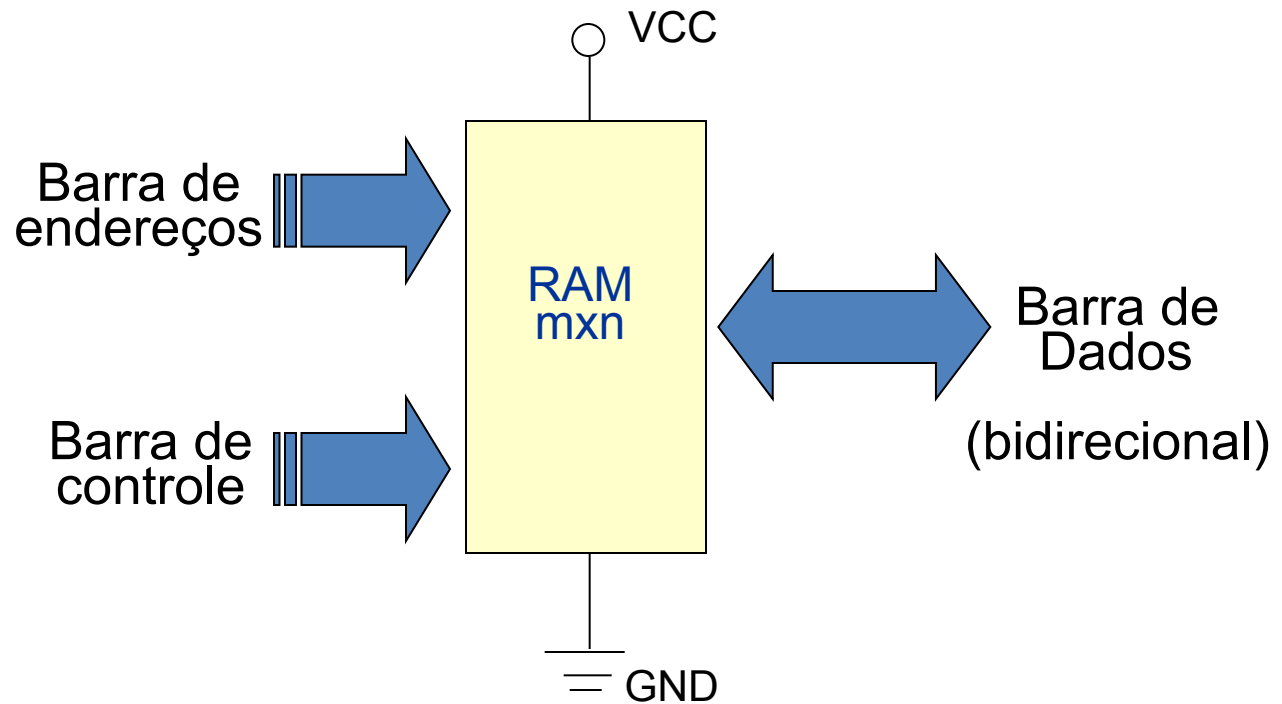 VCC
Barra de
endereços
RAM
mxn
Barra de
Dados
(bidirecional)
Barra de
controle
GND